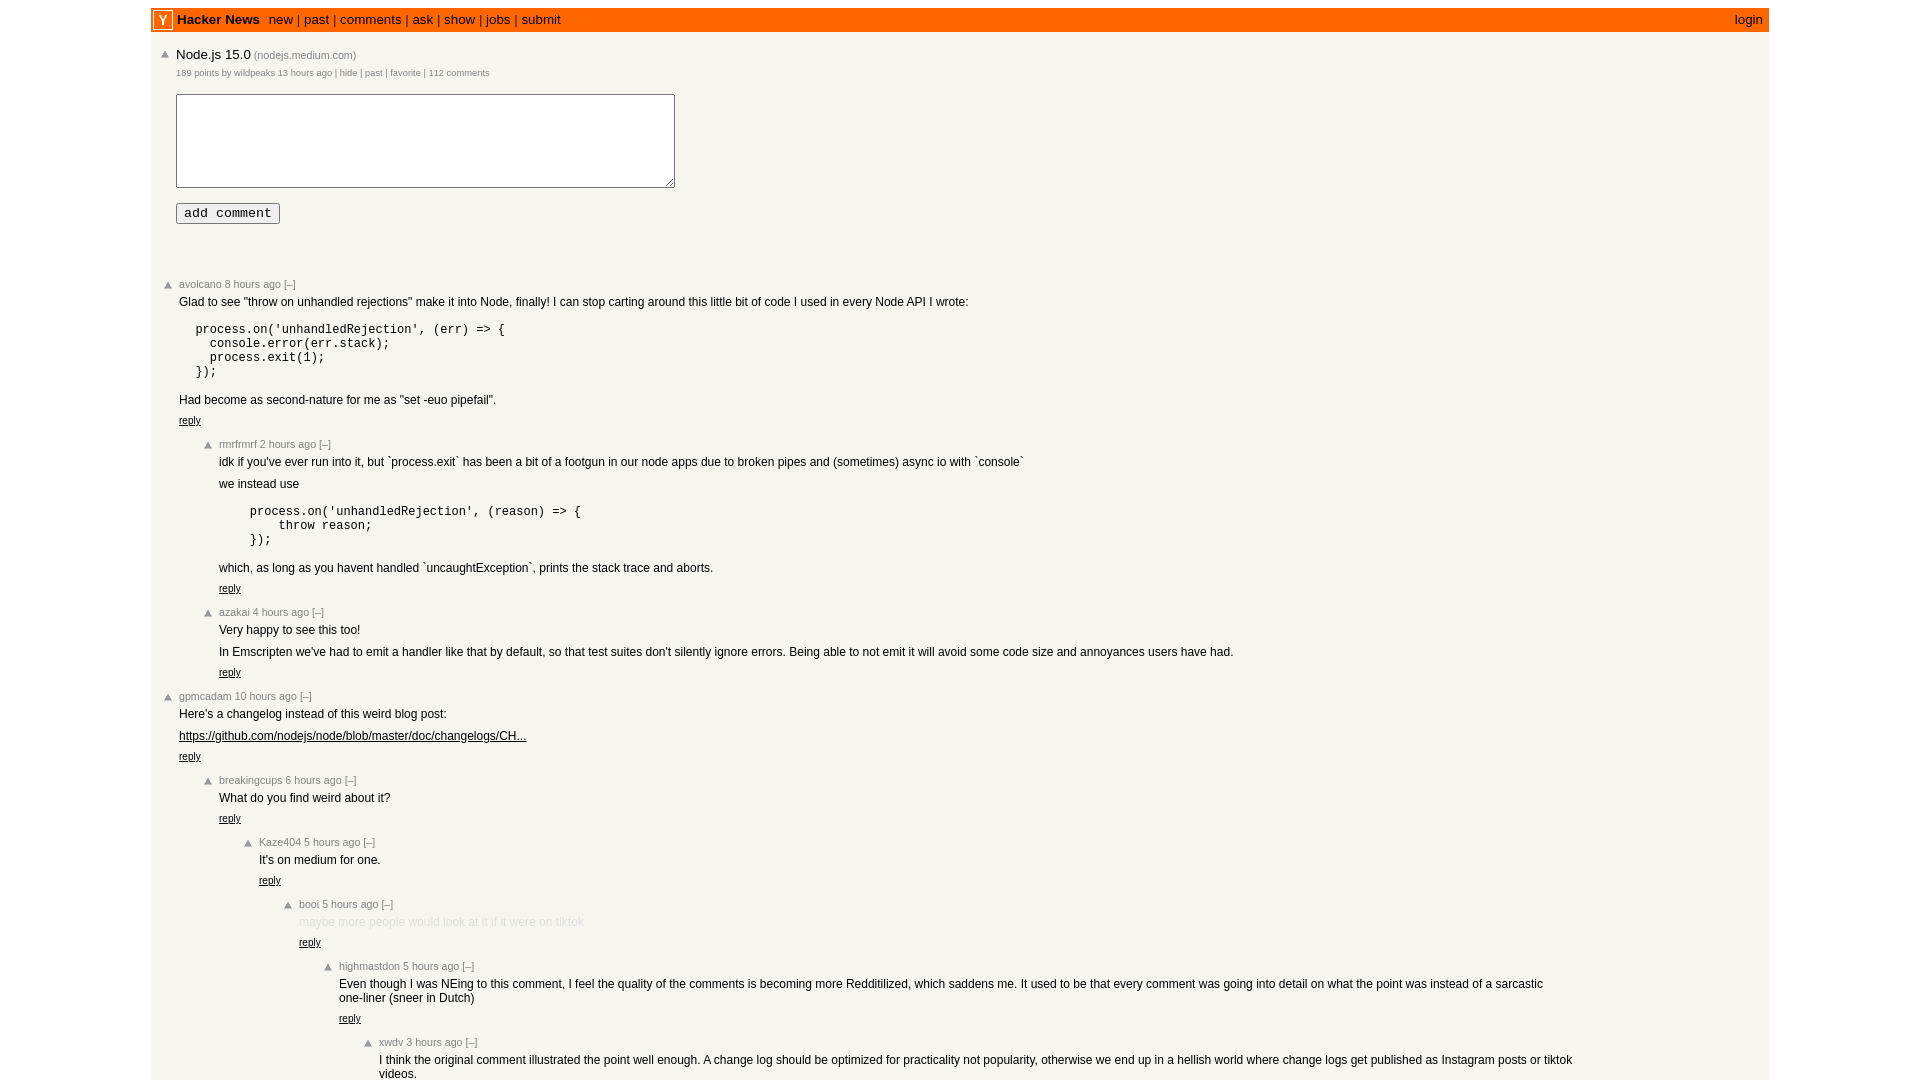 Y Hacker News new | past | comments | ask | show | jobs | submit login
Node.js 15.0 (nodejs.medium.com)
189 points by wildpeaks 13 hours ago | hide | past | favorite | 112 comments
add comment
avolcano 8 hours ago [–]
Glad to see "throw on unhandled rejections" make it into Node, finally! I can stop carting around this little bit of code I used in every Node API I wrote:
process.on('unhandledRejection', (err) => {
  console.error(err.stack);
  process.exit(1);
});
Had become as second-nature for me as "set -euo pipefail".
reply
rmrfrmrf 2 hours ago [–]
idk if you've ever run into it, but `process.exit` has been a bit of a footgun in our node apps due to broken pipes and (sometimes) async io with `console`
we instead use
process.on('unhandledRejection', (reason) => {
    throw reason;
});
which, as long as you havent handled `uncaughtException`, prints the stack trace and aborts.
reply
azakai 4 hours ago [–]
Very happy to see this too!
In Emscripten we've had to emit a handler like that by default, so that test suites don't silently ignore errors. Being able to not emit it will avoid some code size and annoyances users have had.
reply
gpmcadam 10 hours ago [–]
Here's a changelog instead of this weird blog post:
https://github.com/nodejs/node/blob/master/doc/changelogs/CH...
reply
breakingcups 6 hours ago [–]
What do you find weird about it?
reply
Kaze404 5 hours ago [–]
It's on medium for one.
reply
booi 5 hours ago [–]
maybe more people would look at it if it were on tiktok
reply
highmastdon 5 hours ago [–]
Even though I was NEing to this comment, I feel the quality of the comments is becoming more Redditilized, which saddens me. It used to be that every comment was going into detail on what the point was instead of a sarcastic
one-liner (sneer in Dutch)
reply
xwdv 3 hours ago [–]
I think the original comment illustrated the point well enough. A change log should be optimized for practicality not popularity, otherwise we end up in a hellish world where change logs get published as Instagram posts or tiktok
videos.